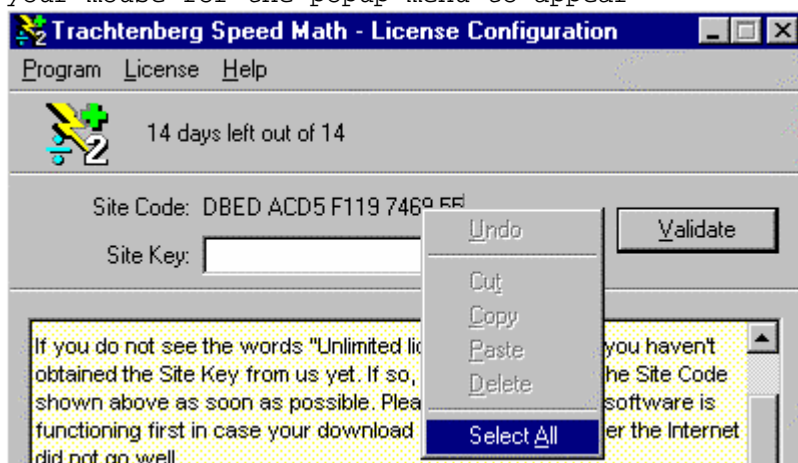 your mouse for the popup menu to appear
Trachtenberg Speed Math - License Configuration
Program License Help
2
14 days left out of 14
Site Code: DBED ACD5 F119 7469
Undo
Validate
Site Key:
Cut
Copy
If you do not see the words "Unlimited you haven't
Paste
obtained the Site Key from us yet. If so, he Site Code
Delete
shown above as soon as possible. software is
functioning first in case your download er the Internet
Select All
did not go well